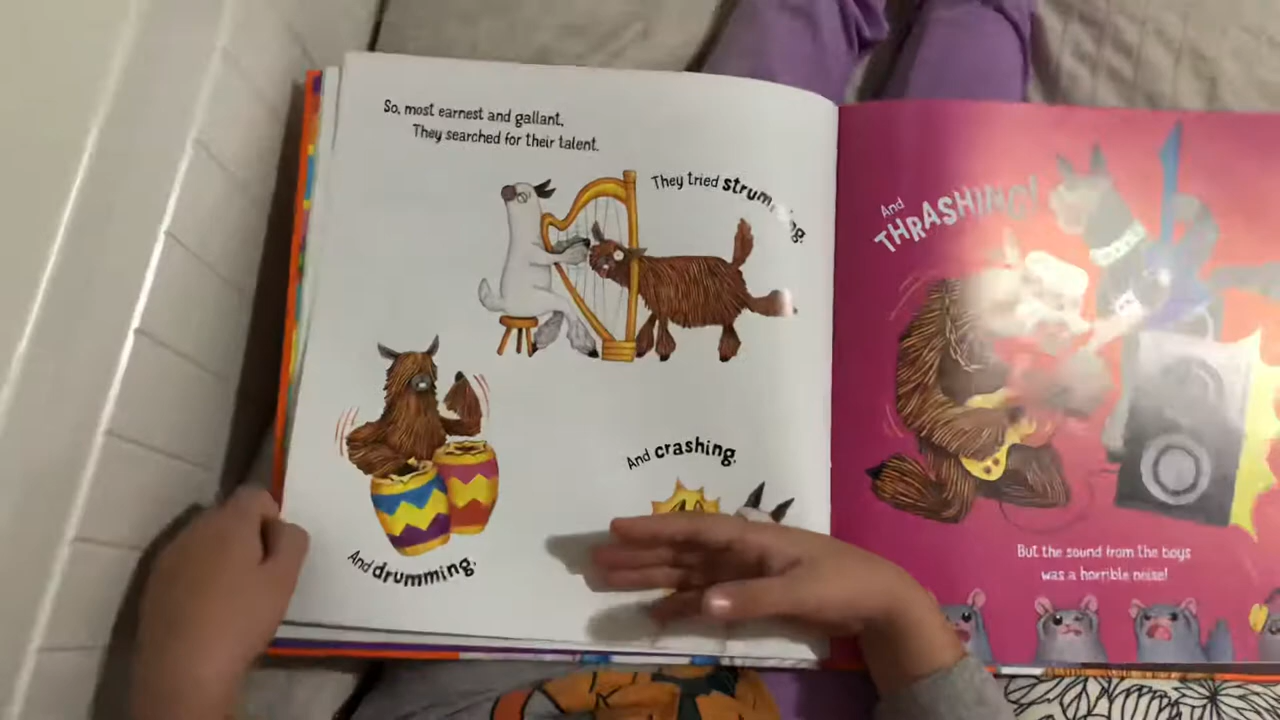 So, most earnest and gallant,
They searched for their talent.
They tried strumming.
And drumming.
And crashing.
And
THRASHING!
But the sound from the boys
was a horrible noise!